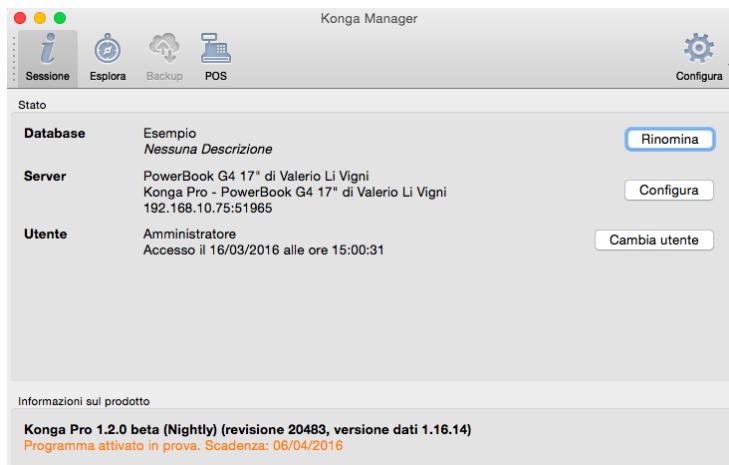 Konga Manager
Sessione Esplora Backup POS Configura
Stato
Database Esempio Rinomina
Nessuna Descrizione
Server PowerBook G4 17" di Valerio Li Vigni
Konga Pro - PowerBook G4 17" di Valerio Li Vigni Configura
192.168.10.75:51965
Utente Amministratore Cambia utente
Accesso il 16/03/2016 alle ore 15:00:31
Informazioni sul prodotto
Konga Pro 1.2.0 beta (Nightly) (revisione 20483, versione dati 1.16.14)
Programma attivato in prova. Scadenza: 06/04/2016